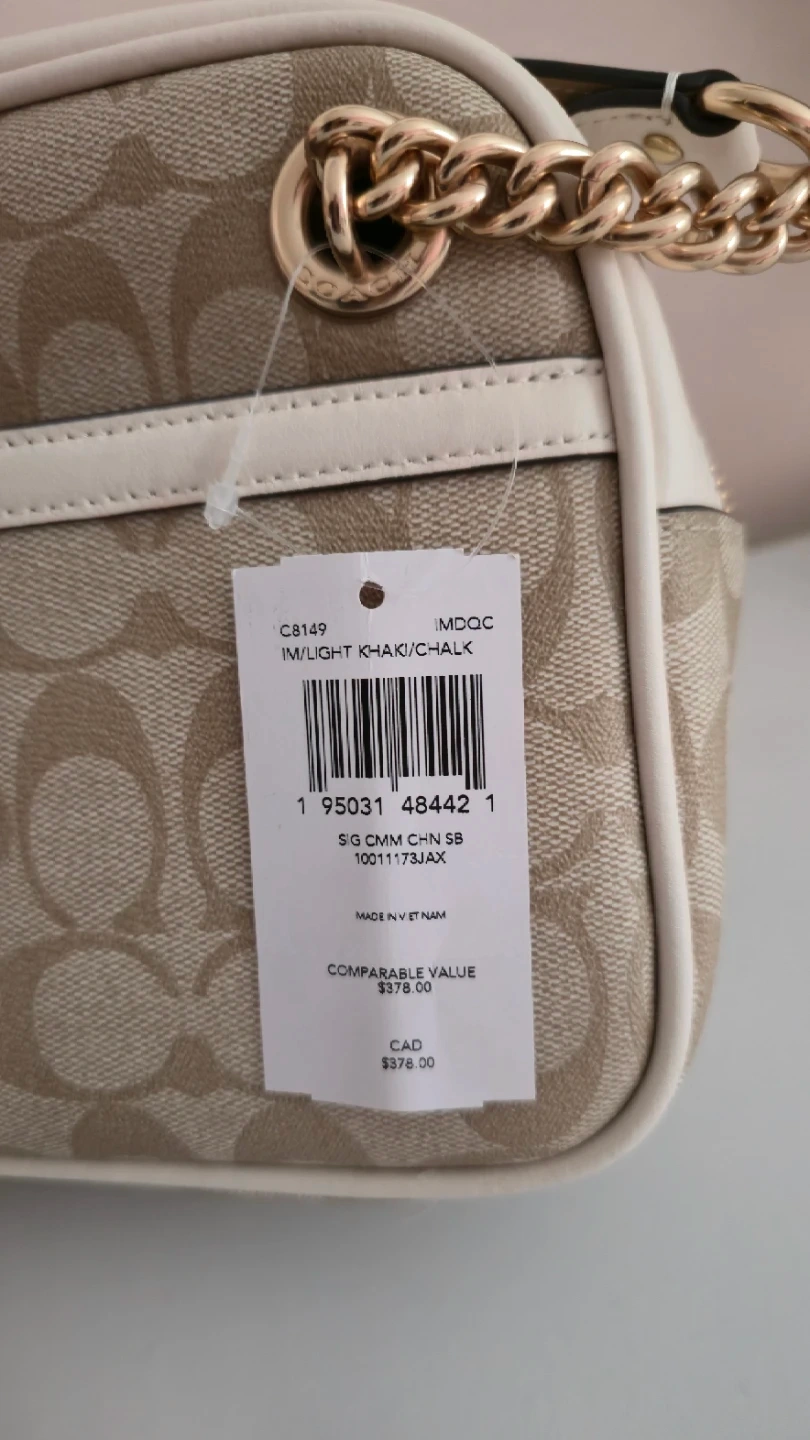 COACH
C8149 IMDQC
IM/LIGHT KHAKI/CHALK
1 95031 48442 1
SIG CMM CHN SB
10011173JAX
MADE IN VIETNAM
COMPARABLE VALUE
$378.00
CAD
$378.00